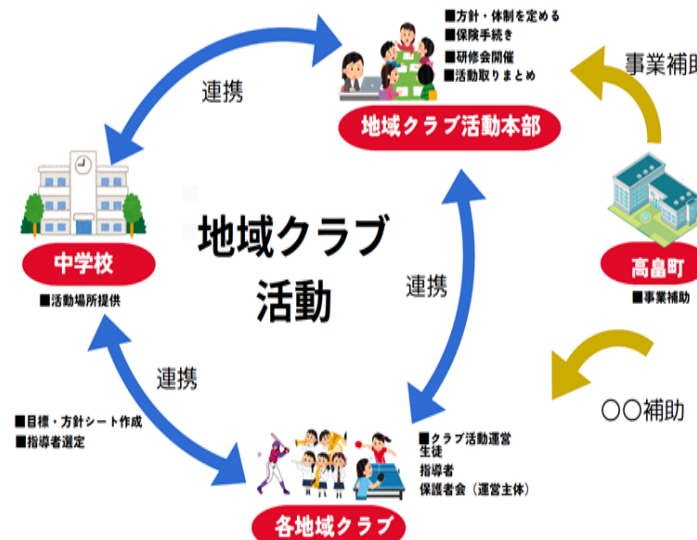 ■方針・体制を定める
■保険手続き
■研修会開催
■活動取りまとめ
事業補助
連携
地域クラブ活動本部
中学校
■活動場所提供
地域クラブ
活動
連携
高畠町
■事業補助
連携
〇〇補助
■目標・方針シート作成
■指導者選定
■クラブ活動運営
生徒
指導者
保護者会（運営主体）
各地域クラブ